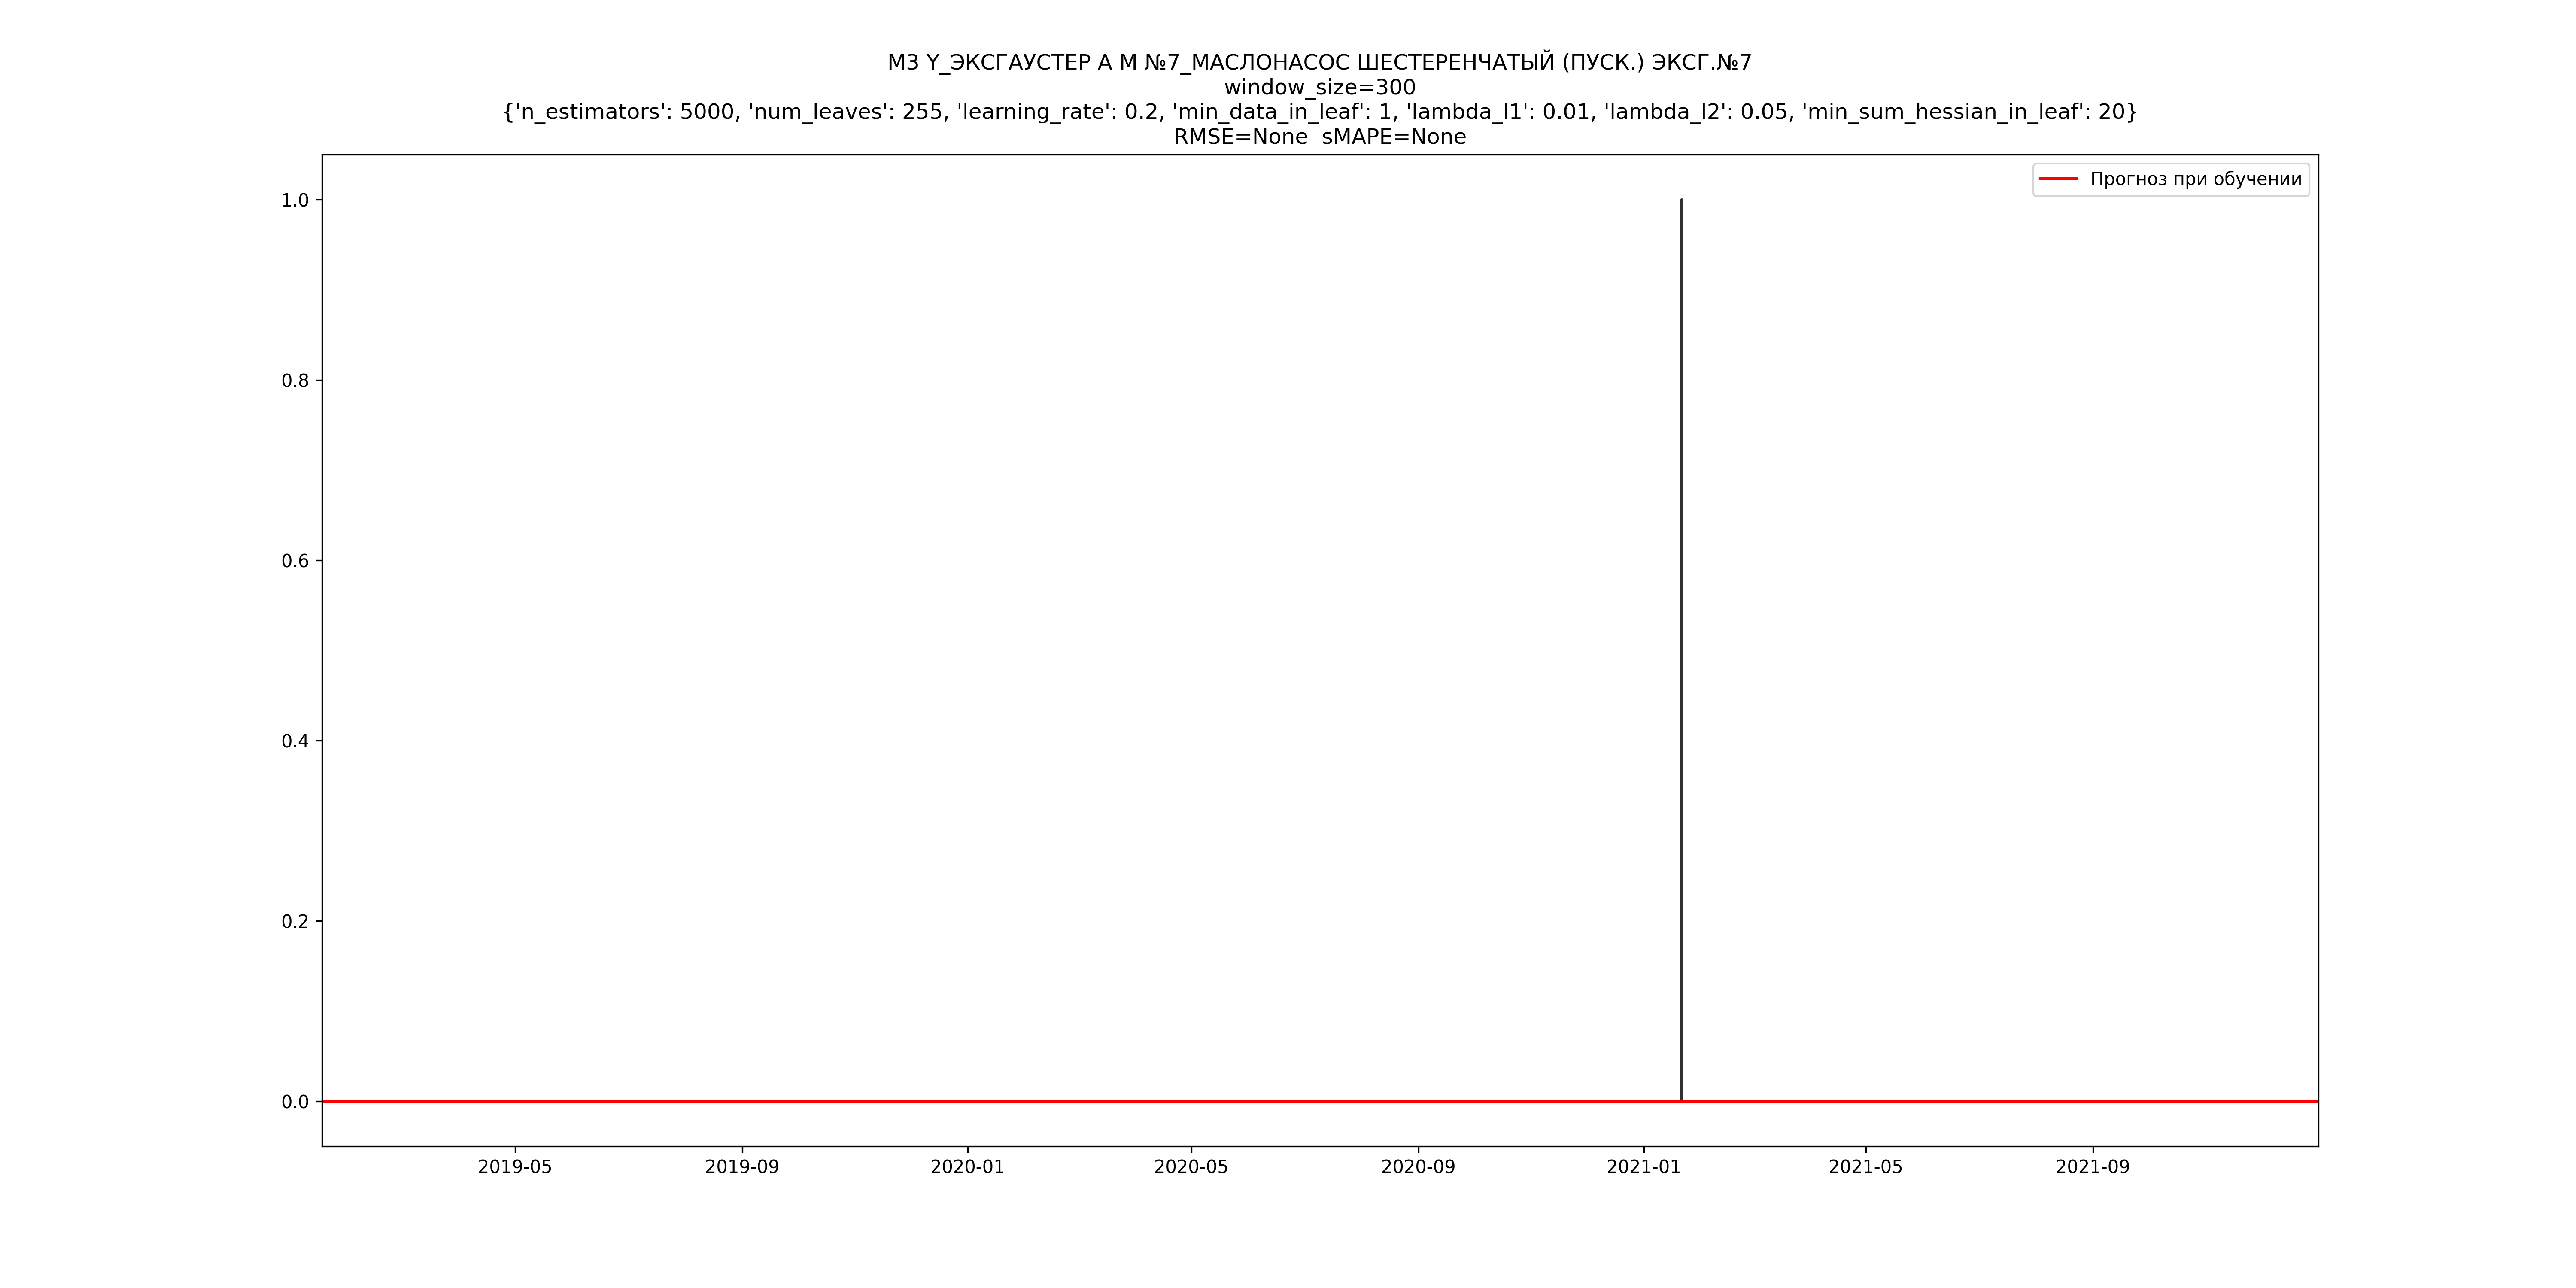 М3 Y_ЭКСГАУСТЕР А М №7_МАСЛОНАСОС ШЕСТЕРЕНЧАТЫЙ (ПУСК.) ЭКСГ.№7
window_size=300
{'n_estimators': 5000, 'num_leaves': 255, 'learning_rate': 0.2, 'min_data_in_leaf': 1, 'lambda_l1': 0.01, 'lambda_l2': 0.05, 'min_sum_hessian_in_leaf': 20}
RMSE=None  sMAPE=None
Прогноз при обучении
1.0
0.8
0.6
0.4
0.2
0.0
2019-05
2019-09
2020-01
2020-05
2020-09
2021-01
2021-05
2021-09